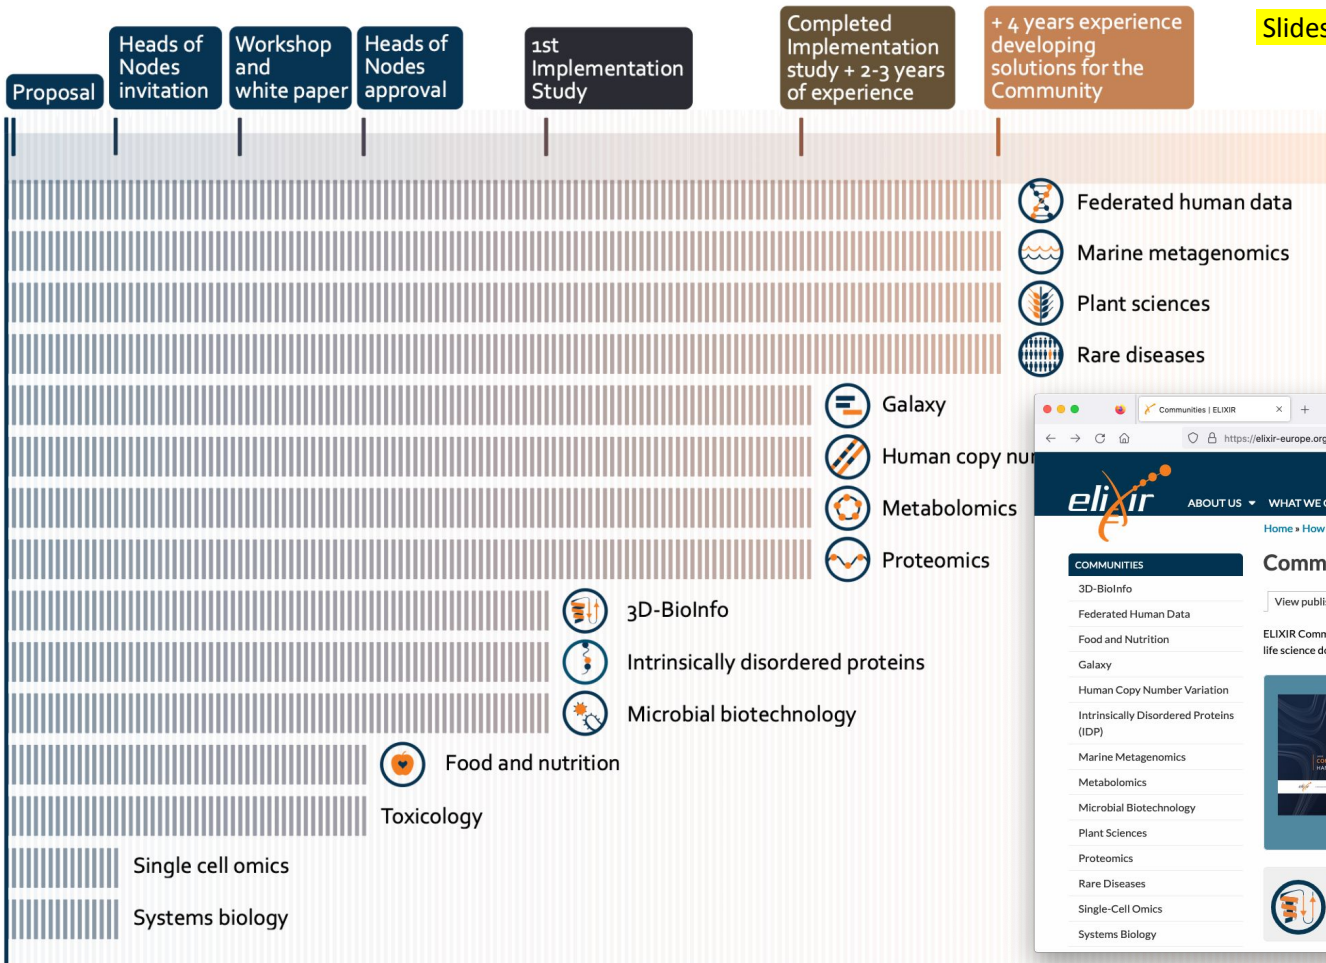 Slides
Proposal
Heads of
Nodes
invitation
Workshop
and
white paper
Heads of
Nodes
approval
1st
Implementation
Study
Completed
Implementation
study + 2-3 years
of experience
+ 4 years experience
developing
solutions for the
Community
Federated human data
Marine metagenomics
Plant sciences
Rare diseases
Galaxy
Human copy nu
Metabolomics
Proteomics
3D-BioInfo
Intrinsically disordered proteins
Microbial biotechnology
Food and nutrition
Toxicology
Single cell omics
Systems biology
Communities | ELIXIR
https://elixir-europe.org
elixir
ABOUT US
WHAT WE
Home » How
COMMUNITIES
3D-BioInfo
Federated Human Data
Food and Nutrition
Galaxy
Human Copy Number Variation
Intrinsically Disordered Proteins
(IDP)
Marine Metagenomics
Metabolomics
Microbial Biotechnology
Plant Sciences
Proteomics
Rare Diseases
Single-Cell Omics
Systems Biology
Comm
View publi
ELIXIR Comm
life science do